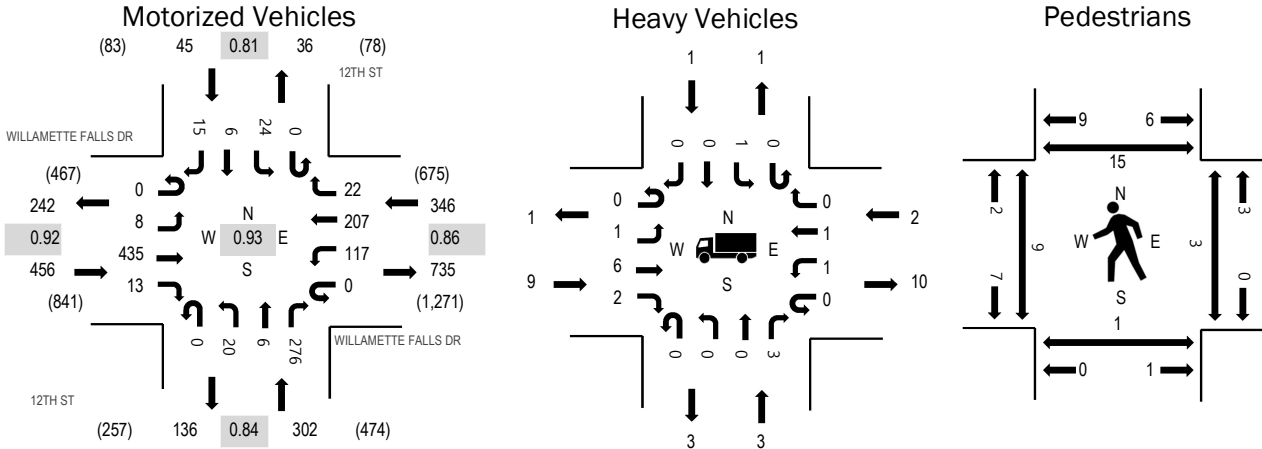 Motorized Vehicles
(83) 45 0.81 36 (78)
12TH ST
WILLAMETTE FALLS DR
15 6 24 0
(467) 0 22 (675)
242 8 N 207 346
0.92 W 0.93 E 0.86
456 435 S 117 735
(841) 13 0 (1,271)
0 20 6 276
WILLAMETTE FALLS DR
12TH ST
(257) 136 0.84 302 (474)
Heavy Vehicles
1 1
0 0 1 0
0 0
1 1 N 1 2
W E
9 6 S 1 10
2 0
0 0 0 3
3 3
Pedestrians
9 6
15
2 N 3
9 W E 3
7 S 0
1
0 1